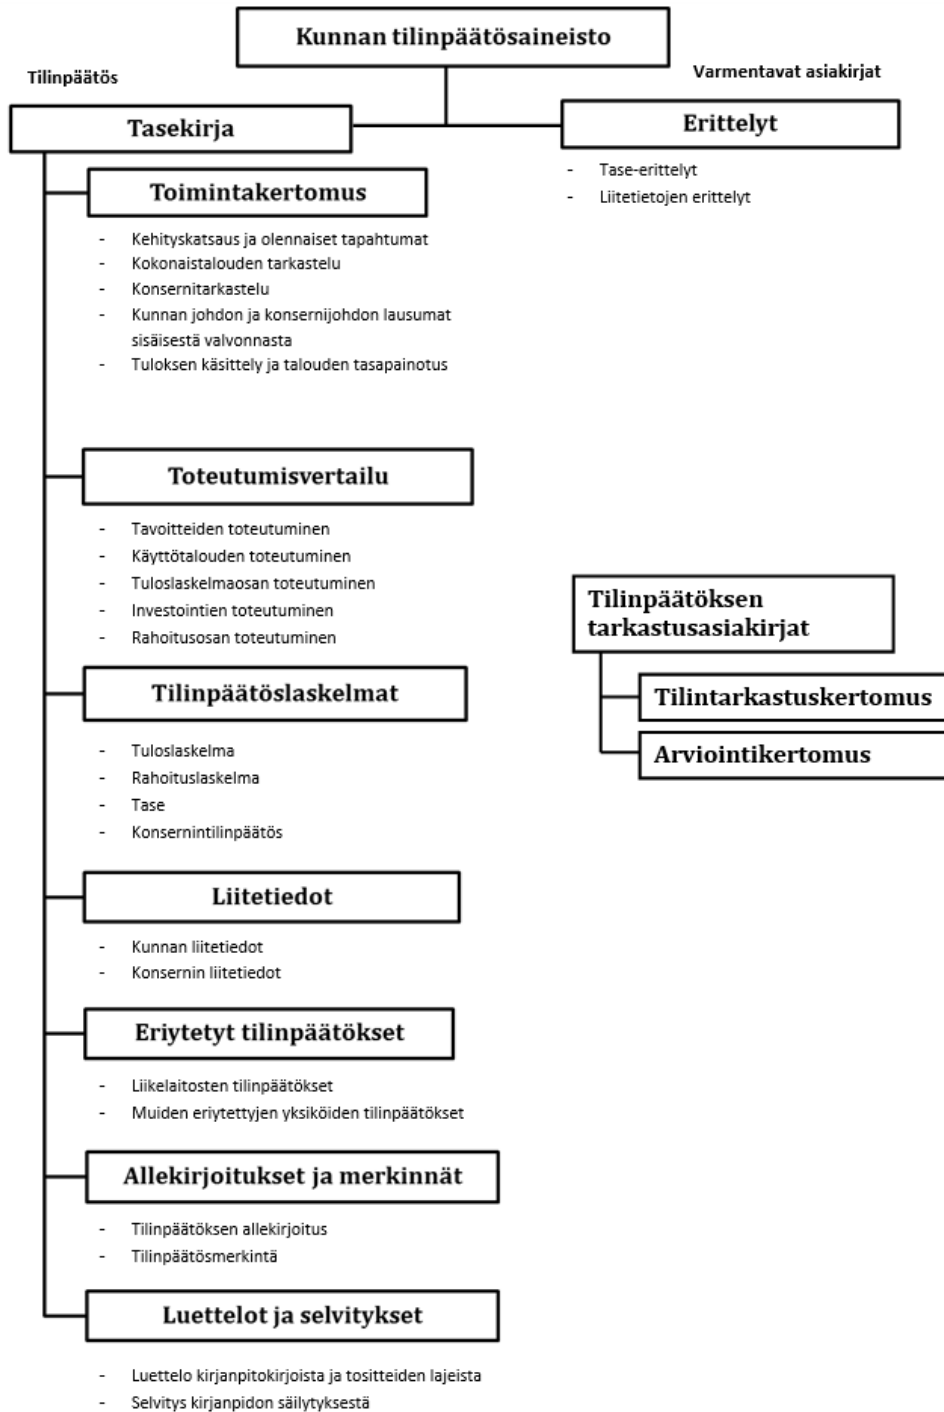 Kunnan tilinpäätösaineisto
Tilinpäätös
Varmentavat asiakirjat
Tasekirja
Erittelyt
- Tase-erittelyt
- Liitetietojen erittelyt
Toimintakertomus
- Kehityskatsaus ja olennaiset tapahtumat
- Kokonaistalouden tarkastelu
- Konsernitarkastelu
- Kunnan johdon ja konsernijohdon lausumat
sisäisestä valvonnasta
- Tuloksen käsittely ja talouden tasapainotus
Toteutumisvertailu
- Tavoitteiden toteutuminen
- Käyttötalouden toteutuminen
- Tuloslaskelmaosan toteutuminen
- Investointien toteutuminen
- Rahoitusosan toteutuminen
Tilinpäätöksen
tarkastusasiakirjat
Tilintarkastuskertomus
Arviointikertomus
Tilinpäätöslaskelmat
- Tuloslaskelma
- Rahoituslaskelma
- Tase
- Konsernintilinpäätös
Liitetiedot
- Kunnan liitetiedot
- Konsernin liitetiedot
Eriytetyt tilinpäätökset
- Liikelaitosten tilinpäätökset
- Muiden eriytettyjen yksiköiden tilinpäätökset
Allekirjoitukset ja merkinnät
- Tilinpäätöksen allekirjoitus
- Tilinpäätösmerkintä
Luettelot ja selvitykset
- Luettelo kirjanpitokirjoista ja tositteiden lajeista
- Selvitys kirjanpidon säilytyksestä